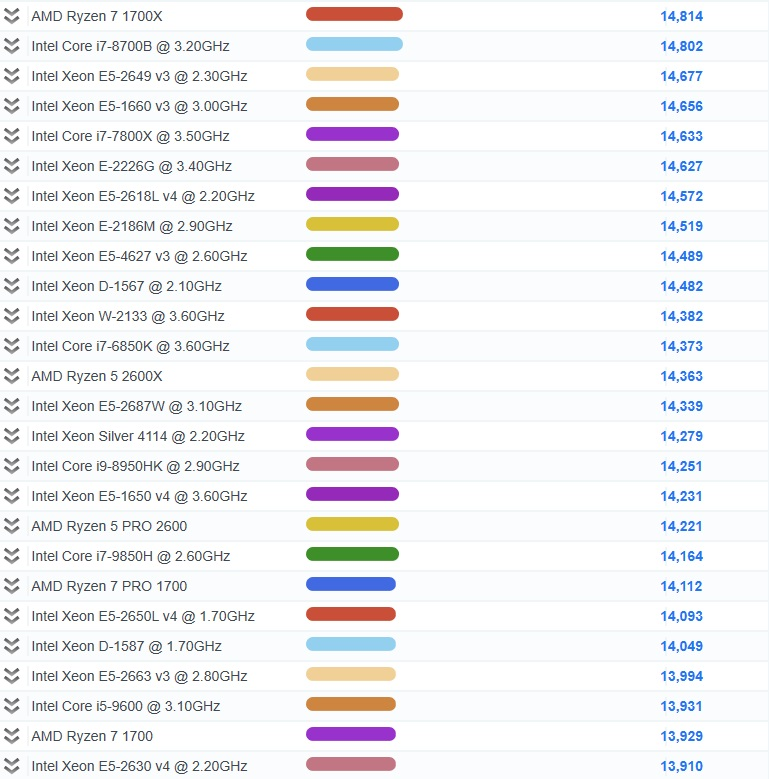 AMD Ryzen 7 1700X 14,814
Intel Core i7-8700B @ 3.20GHz 14,802
Intel Xeon E5-2649 v3 @ 2.30GHz 14,677
Intel Xeon E5-1660 v3 @ 3.00GHz 14,656
Intel Core i7-7800X @ 3.50GHz 14,633
Intel Xeon E-2226G @ 3.40GHz 14,627
Intel Xeon E5-2618L v4 @ 2.20GHz 14,572
Intel Xeon E-2186M @ 2.90GHz 14,519
Intel Xeon E5-4627 v3 @ 2.60GHz 14,489
Intel Xeon D-1567 @ 2.10GHz 14,482
Intel Xeon W-2133 @ 3.60GHz 14,382
Intel Core i7-6850K @ 3.60GHz 14,373
AMD Ryzen 5 2600X 14,363
Intel Xeon E5-2687W @ 3.10GHz 14,339
Intel Xeon Silver 4114 @ 2.20GHz 14,279
Intel Core i9-8950HK @ 2.90GHz 14,251
Intel Xeon E5-1650 v4 @ 3.60GHz 14,231
AMD Ryzen 5 PRO 2600 14,221
Intel Core i7-9850H @ 2.60GHz 14,164
AMD Ryzen 7 PRO 1700 14,112
Intel Xeon E5-2650L v4 @ 1.70GHz 14,093
Intel Xeon D-1587 @ 1.70GHz 14,049
Intel Xeon E5-2663 v3 @ 2.80GHz 13,994
Intel Core i5-9600 @ 3.10GHz 13,931
AMD Ryzen 7 1700 13,929
Intel Xeon E5-2630 v4 @ 2.20GHz 13,910